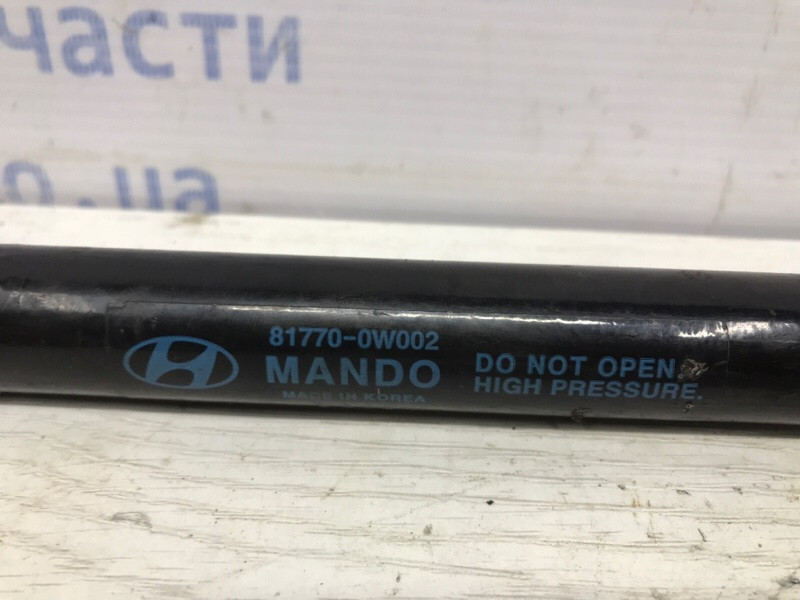 части
o.ua
81770-0W002
MANDO
MADE IN KOREA
DO NOT OPEN.
HIGH PRESSURE.